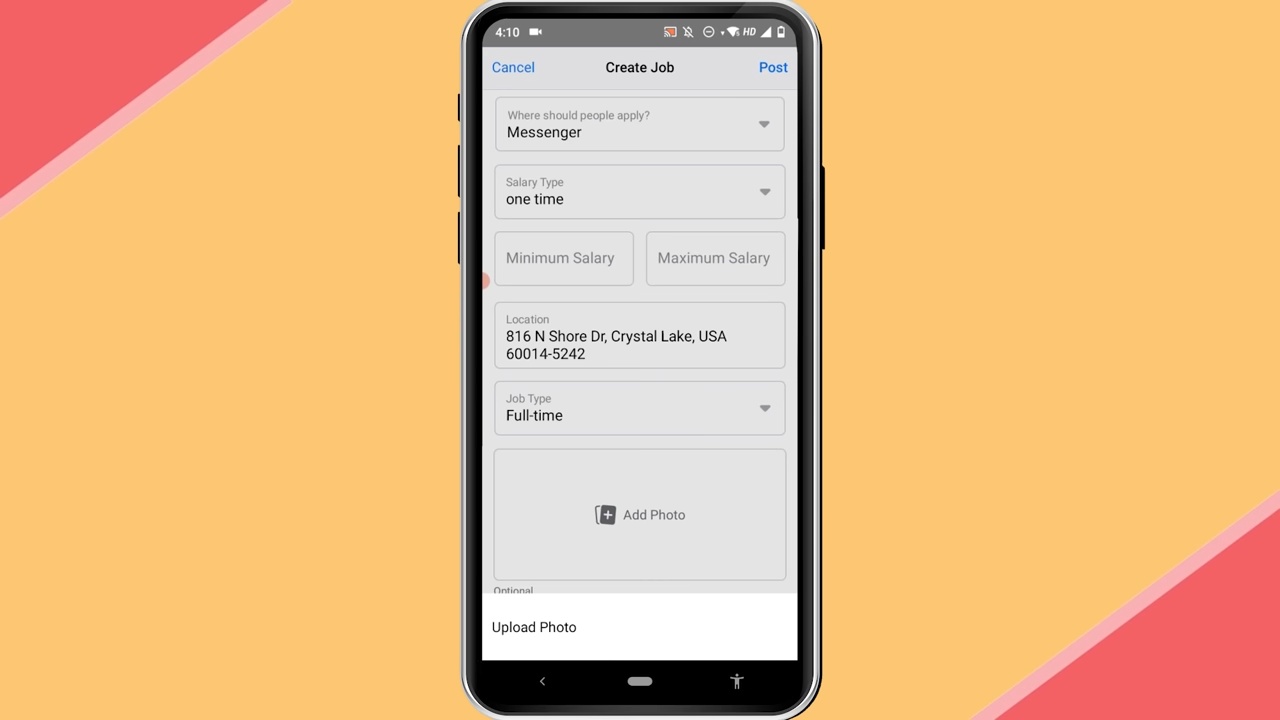 4:10
HD
Cancel
Create Job
Post
Where should people apply?
Messenger
Salary Type
one time
Minimum Salary
Maximum Salary
Location
816 N Shore Dr, Crystal Lake, USA
60014-5242
Job Type
Full-time
Add Photo
Optional
Upload Photo